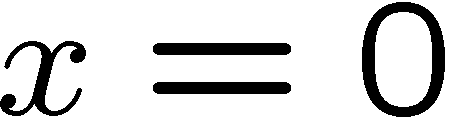 x = 0